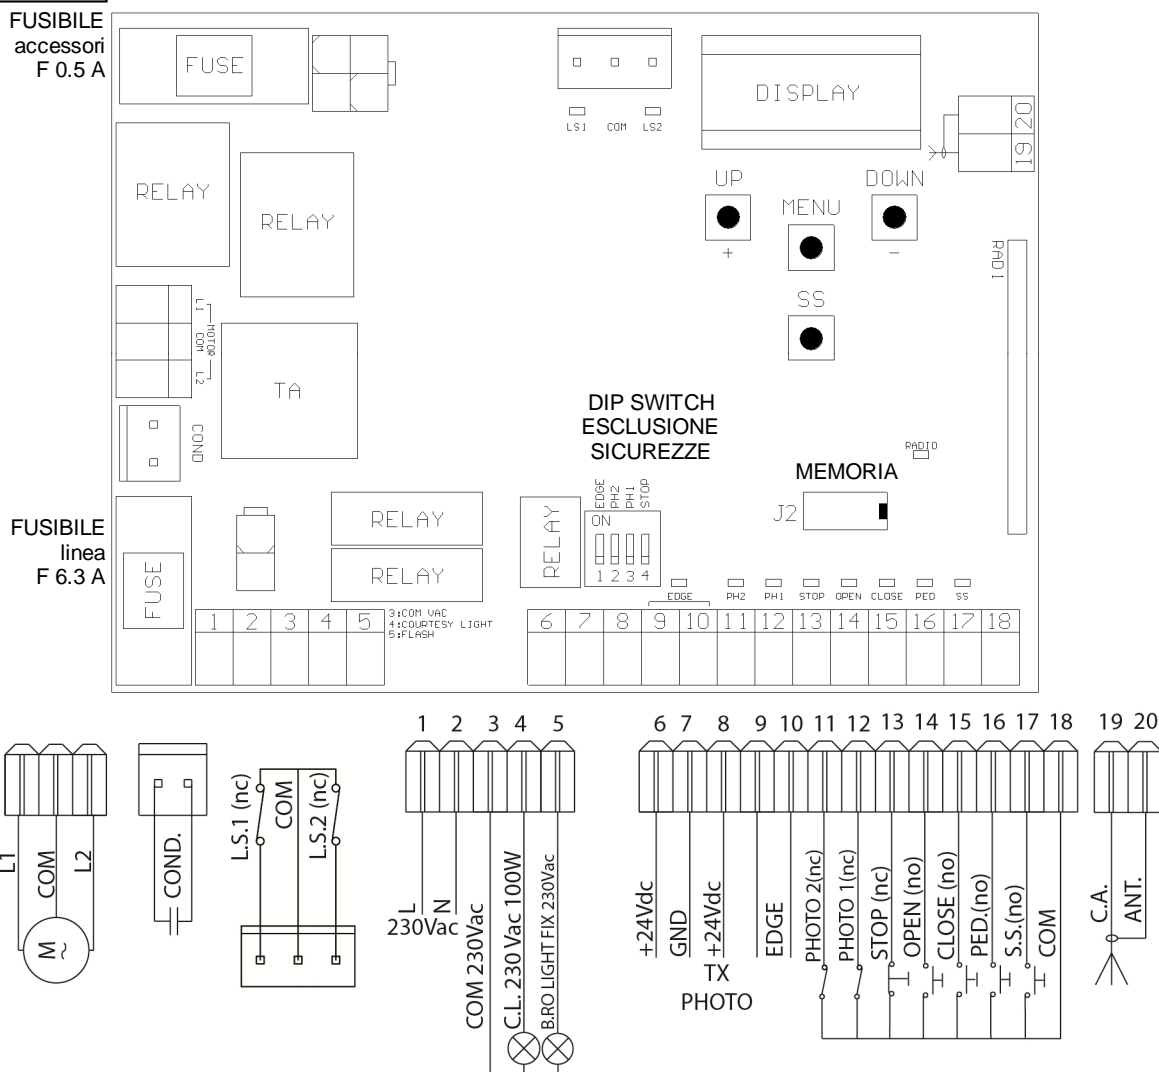 FUSIBILE
accessori
F 0.5 A
FUSE
LS1 COM LS2
DISPLAY
19 20
RELAY
RELAY
UP
+
MENU
DOWN
-
SS
RAD1
L1
COM
L2
MOTOR
TA
COND
DIP SWITCH
ESCLUSIONE
SICUREZZE
RADIO
MEMORIA
J2
FUSIBILE
linea
F 6.3 A
FUSE
RELAY
RELAY
RELAY
EDGE
PH2
PH1
STOP
ON
1 2 3 4
EDGE PH2 PH1 STOP OPEN CLOSE PED SS
1 2 3 4 5
3:COM VAC
4:COURTESY LIGHT
5:FLASH
6 7 8 9 10 11 12 13 14 15 16 17 18
1 2 3 4 5
6 7 8 9 10 11 12 13 14 15 16 17 18
19 20
L1
COM
L2
M
~
COND.
L.S.1 (nc)
COM
L.S.2 (nc)
L
N
230Vac
COM 230Vac
C.L. 230 Vac 100W
B.RO LIGHT FIX 230Vac
+24Vdc
GND
+24Vdc
TX
PHOTO
EDGE
PHOTO 2(nc)
PHOTO 1(nc)
STOP (nc)
OPEN (no)
CLOSE (no)
PED.(no)
S.S.(no)
COM
C.A.
ANT.